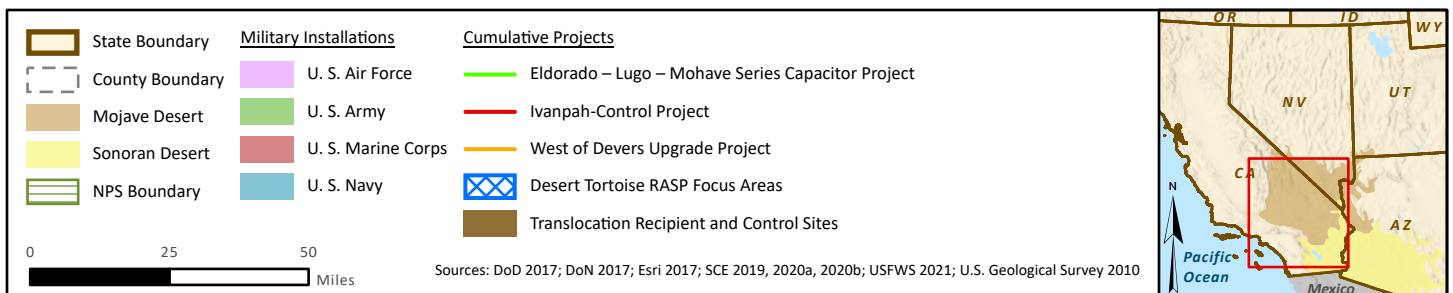 State Boundary
County Boundary
Mojave Desert
Sonoran Desert
NPS Boundary
0 25 50
Miles
Military Installations
U. S. Air Force
U. S. Army
U. S. Marine Corps
U. S. Navy
Cumulative Projects
Eldorado – Lugo – Mohave Series Capacitor Project
Ivanpah-Control Project
West of Devers Upgrade Project
Desert Tortoise RASP Focus Areas
Translocation Recipient and Control Sites
Sources: DoD 2017; DoN 2017; Esri 2017; SCE 2019, 2020a, 2020b; USFWS 2021; U.S. Geological Survey 2010
OR ID
WY
NV UT
CA
N
AZ
Pacific
Ocean
Mexico